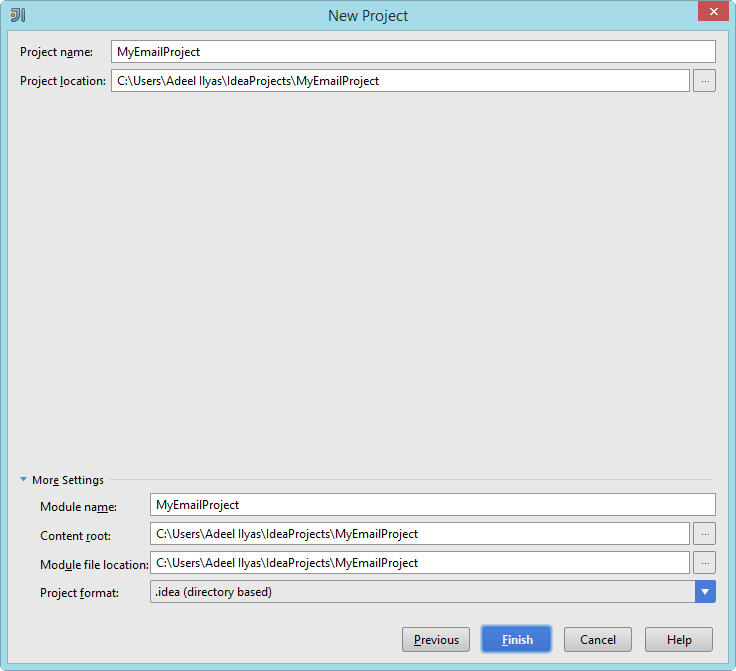 New Project
Project name: MyEmailProject
Project location: C:\Users\Adeel Ilyas\IdeaProjects\MyEmailProject ...
More Settings
Module name: MyEmailProject
Content root: C:\Users\Adeel Ilyas\IdeaProjects\MyEmailProject ...
Module file location: C:\Users\Adeel Ilyas\IdeaProjects\MyEmailProject ...
Project format: .idea (directory based)
Previous Finish Cancel Help